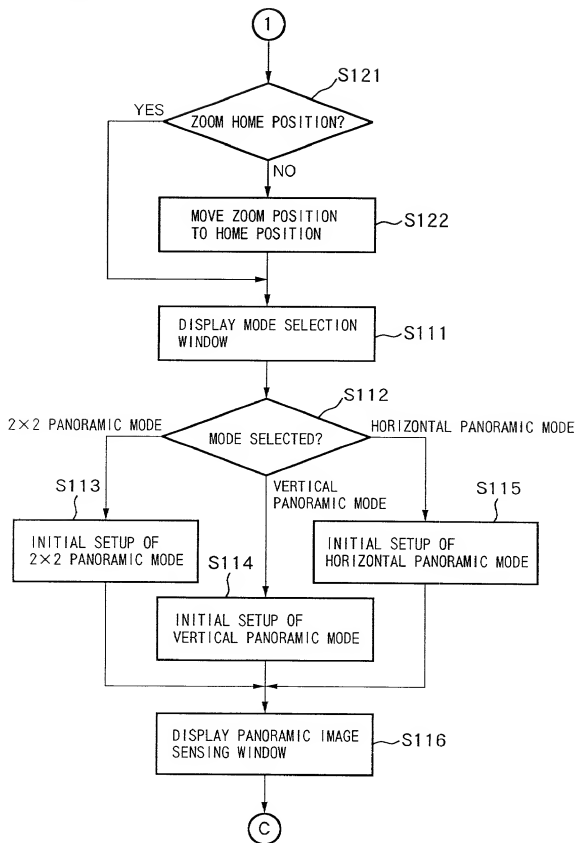 1
S121
YES
ZOOM HOME POSITION?
NO
MOVE ZOOM POSITION
TO HOME POSITION
S122
DISPLAY MODE SELECTION
WINDOW
S111
S112
2×2 PANORAMIC MODE
MODE SELECTED?
HORIZONTAL PANORAMIC MODE
VERTICAL
PANORAMIC MODE
S113
INITIAL SETUP OF
2×2 PANORAMIC MODE
S114
INITIAL SETUP OF
VERTICAL PANORAMIC MODE
S115
INITIAL SETUP OF
HORIZONTAL PANORAMIC MODE
DISPLAY PANORAMIC IMAGE
SENSING WINDOW
S116
C